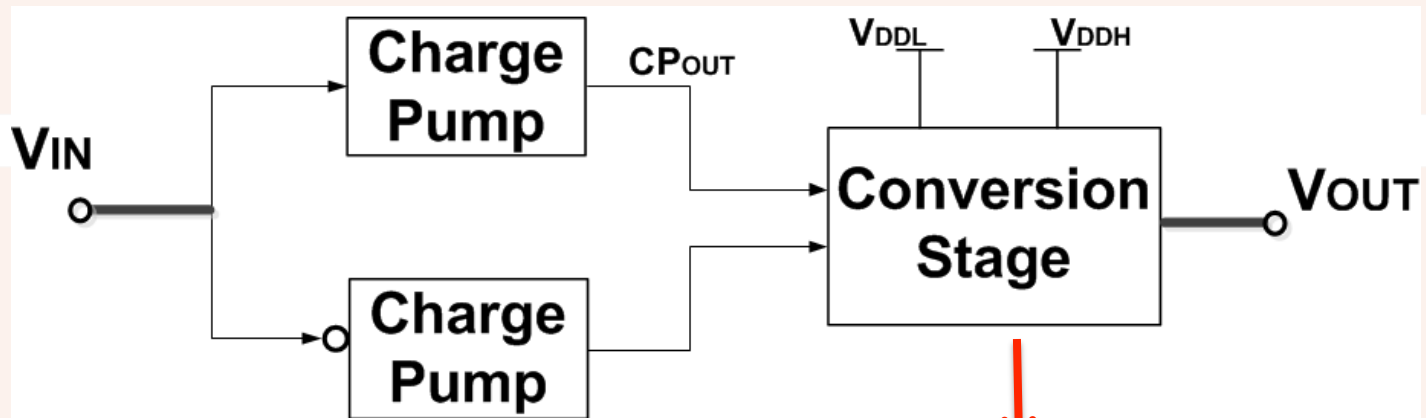 VDDL
VDDH
Charge
Pump
CPOUT
VIN
Conversion
Stage
VOUT
Charge
Pump